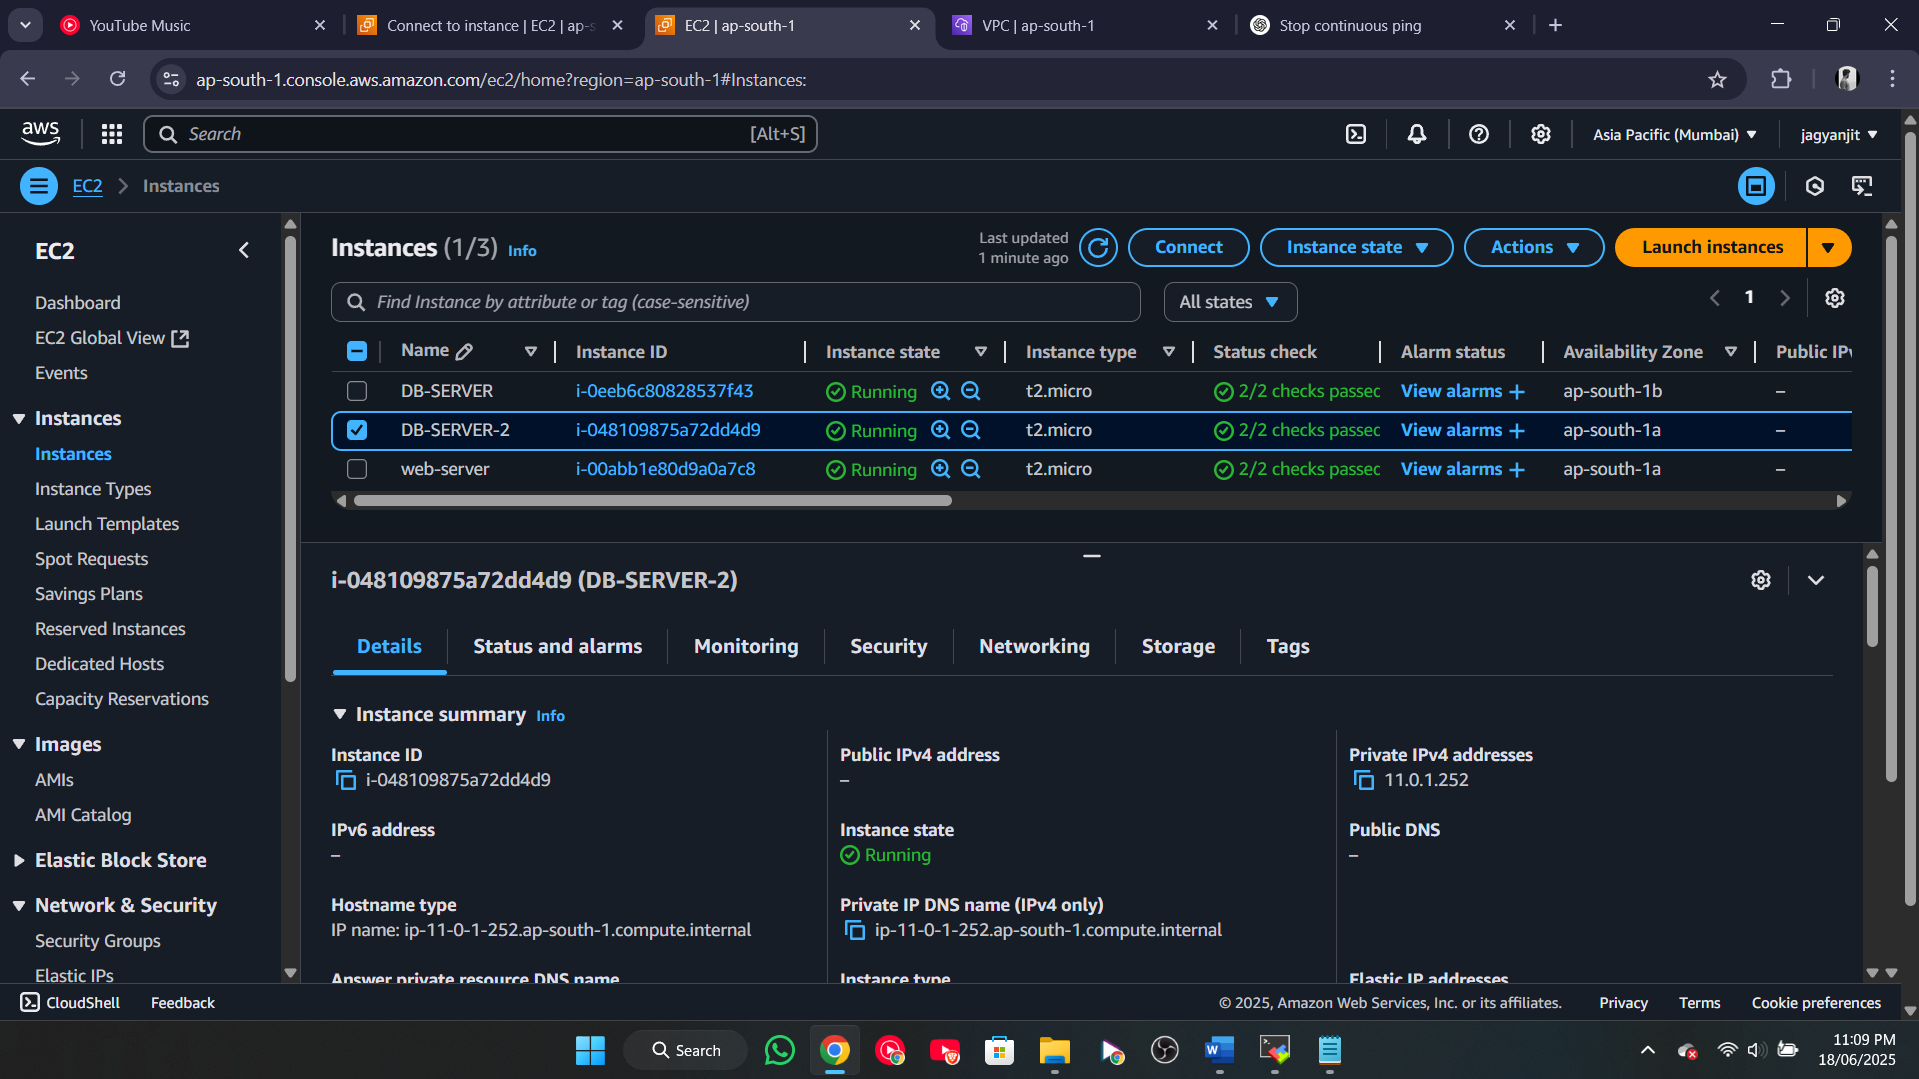 YouTube Music
Connect to instance | EC2 | ap-s
EC2 | ap-south-1
VPC | ap-south-1
Stop continuous ping
ap-south-1.console.aws.amazon.com/ec2/home?region=ap-south-1#Instances:
aws
Search
[Alt+S]
Asia Pacific (Mumbai)
jagyanjit
EC2
Instances
EC2
Dashboard
EC2 Global View
Events
Instances
Instances
Instance Types
Launch Templates
Spot Requests
Savings Plans
Reserved Instances
Dedicated Hosts
Capacity Reservations
Images
AMIs
AMI Catalog
Elastic Block Store
Network & Security
Security Groups
Elastic IPs
Instances (1/3) Info
Last updated
1 minute ago
Connect
Instance state
Actions
Launch instances
Find Instance by attribute or tag (case-sensitive)
All states
1
Name Instance ID Instance state Instance type Status check Alarm status Availability Zone Public IPv
DB-SERVER i-0eeb6c80828537f43 Running t2.micro 2/2 checks passec View alarms + ap-south-1b –
DB-SERVER-2 i-048109875a72dd4d9 Running t2.micro 2/2 checks passec View alarms + ap-south-1a –
web-server i-00abb1e80d9a0a7c8 Running t2.micro 2/2 checks passec View alarms + ap-south-1a –
i-048109875a72dd4d9 (DB-SERVER-2)
Details Status and alarms Monitoring Security Networking Storage Tags
Instance summary Info
Instance ID
i-048109875a72dd4d9
Public IPv4 address
–
Private IPv4 addresses
11.0.1.252
IPv6 address
–
Instance state
Running
Public DNS
–
Hostname type
IP name: ip-11-0-1-252.ap-south-1.compute.internal
Private IP DNS name (IPv4 only)
ip-11-0-1-252.ap-south-1.compute.internal
Answer private resource DNS name
Instance type
Elastic IP addresses
CloudShell
Feedback
© 2025, Amazon Web Services, Inc. or its affiliates.
Privacy
Terms
Cookie preferences
Search
11:09 PM
18/06/2025